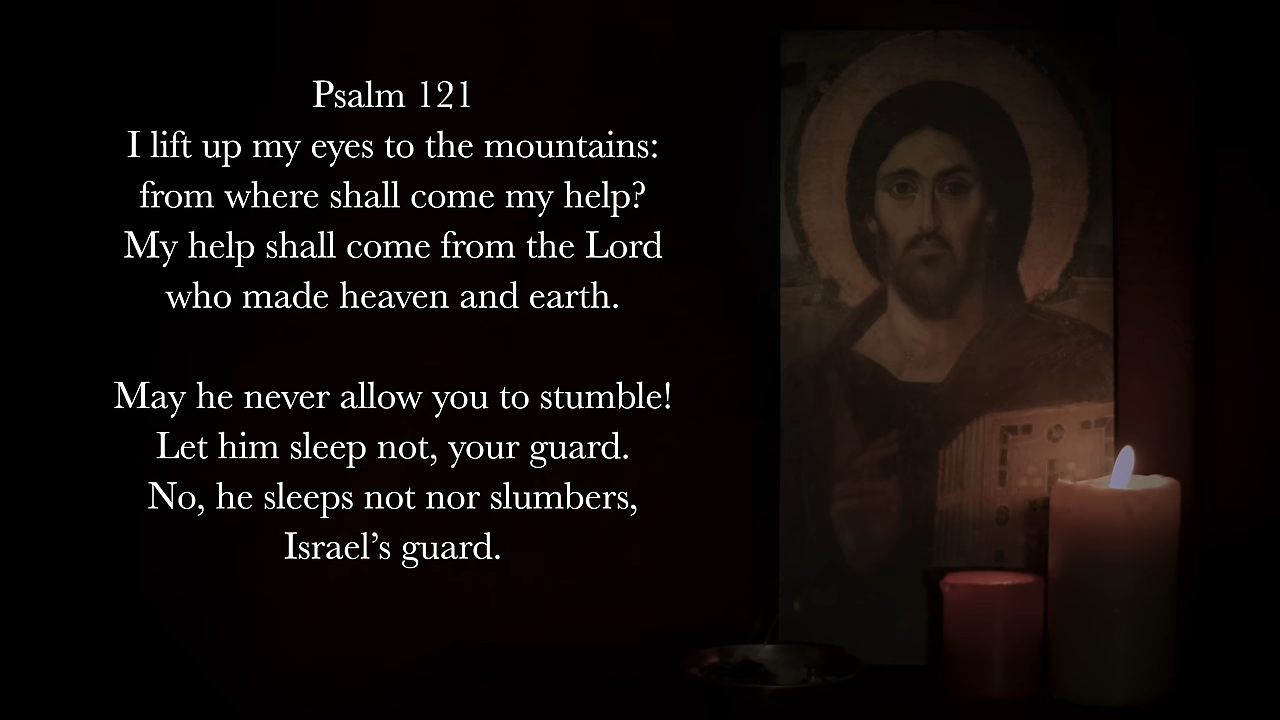 Psalm 121
I lift up my eyes to the mountains:
from where shall come my help?
My help shall come from the Lord
who made heaven and earth.
May he never allow you to stumble!
Let him sleep not, your guard.
No, he sleeps not nor slumbers,
Israel’s guard.